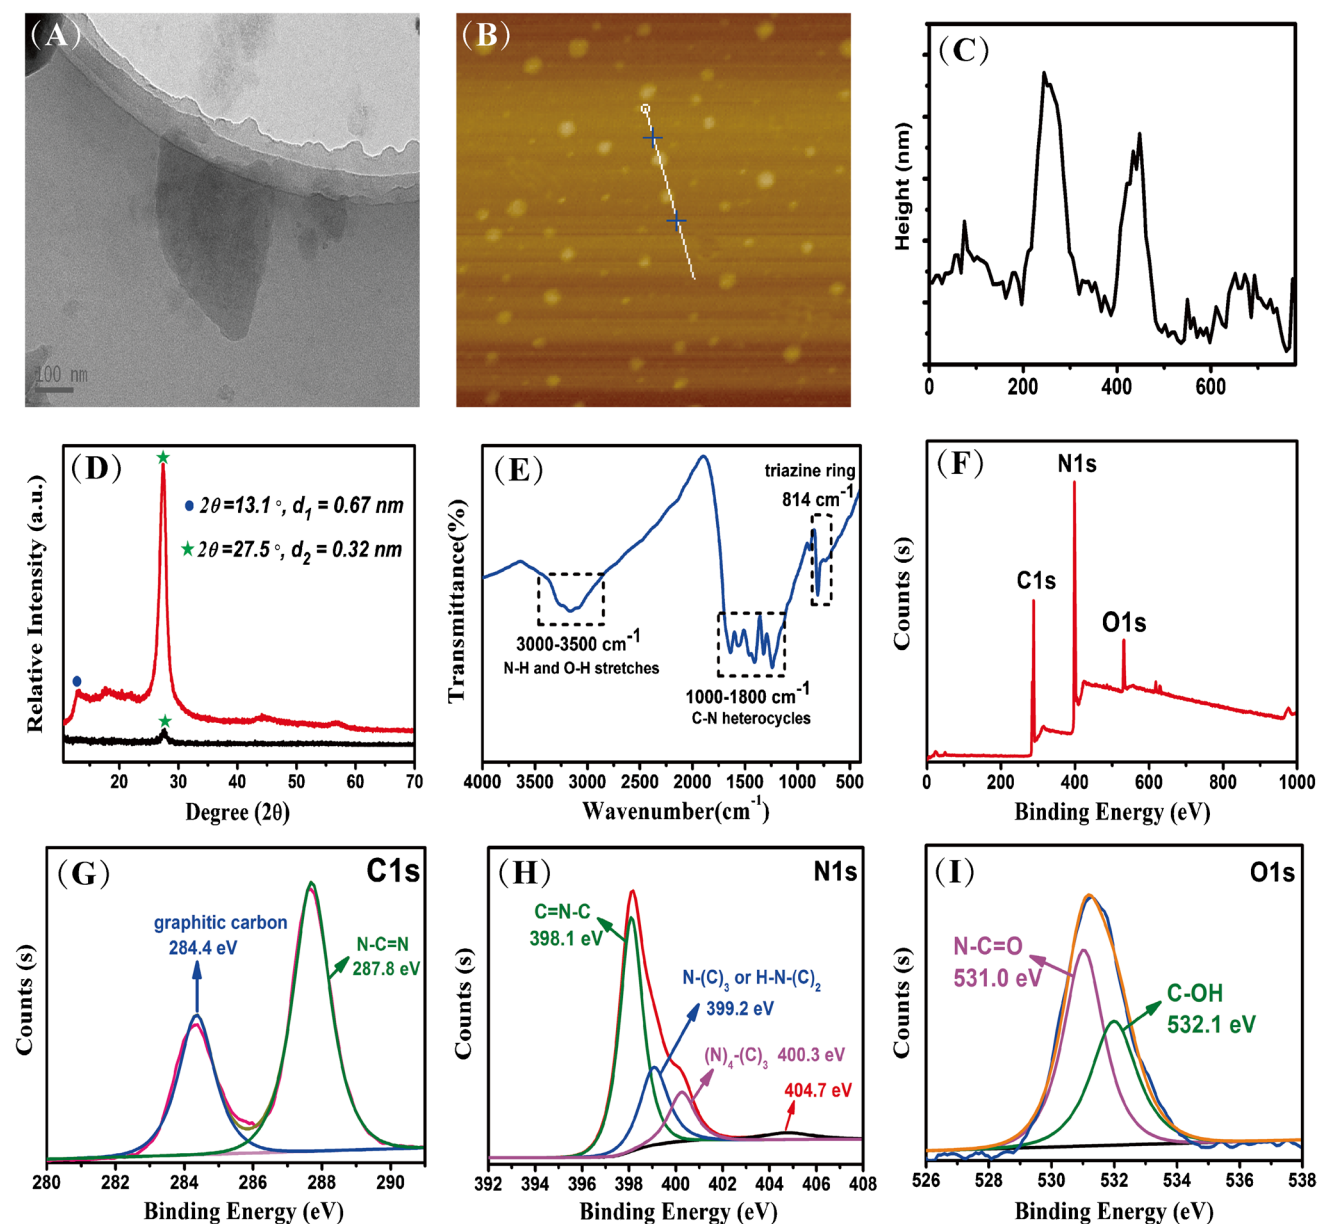 (A)
100 nm
(B)
(C)
Height (nm)
0 200 400 600
(D)
2θ=13.1°, d1 = 0.67 nm
2θ=27.5°, d2 = 0.32 nm
Relative Intensity (a.u.)
20 30 40 50 60 70
Degree (2θ)
(E)
triazine ring
814 cm-1
3000-3500 cm-1
N-H and O-H stretches
1000-1800 cm-1
C-N heterocycles
Transmittance(%)
4000 3500 3000 2500 2000 1500 1000 500
Wavenumber(cm-1)
(F)
N1s
C1s
O1s
Counts (s)
0 200 400 600 800 1000
Binding Energy (eV)
(G)
C1s
graphitic carbon
284.4 eV
N-C=N
287.8 eV
Counts (s)
280 282 284 286 288 290
Binding Energy (eV)
(H)
N1s
C=N-C
398.1 eV
N-(C)3 or H-N-(C)2
399.2 eV
(N)4-(C)3 400.3 eV
404.7 eV
Counts (s)
392 394 396 398 400 402 404 406 408
Binding Energy (eV)
(I)
O1s
N-C=O
531.0 eV
C-OH
532.1 eV
Counts (s)
526 528 530 532 534 536 538
Binding Energy (eV)